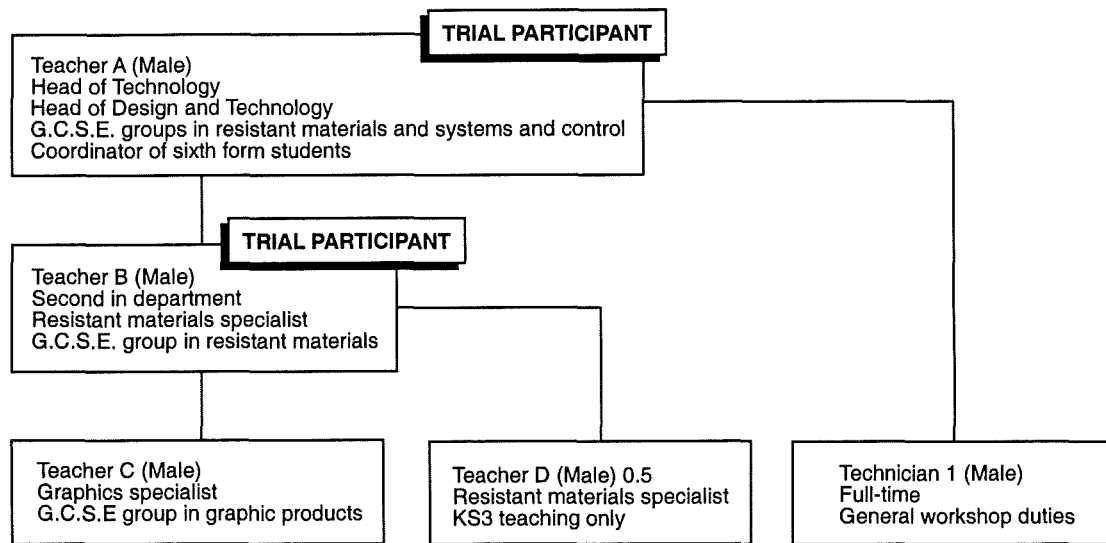 TRIAL PARTICIPANT
Teacher A (Male)
Head of Technology
Head of Design and Technology
G.C.S.E. groups in resistant materials and systems and control
Coordinator of sixth form students
TRIAL PARTICIPANT
Teacher B (Male)
Second in department
Resistant materials specialist
G.C.S.E. group in resistant materials
Teacher C (Male)
Graphics specialist
G.C.S.E group in graphic products
Teacher D (Male) 0.5
Resistant materials specialist
KS3 teaching only
Technician 1 (Male)
Full-time
General workshop duties